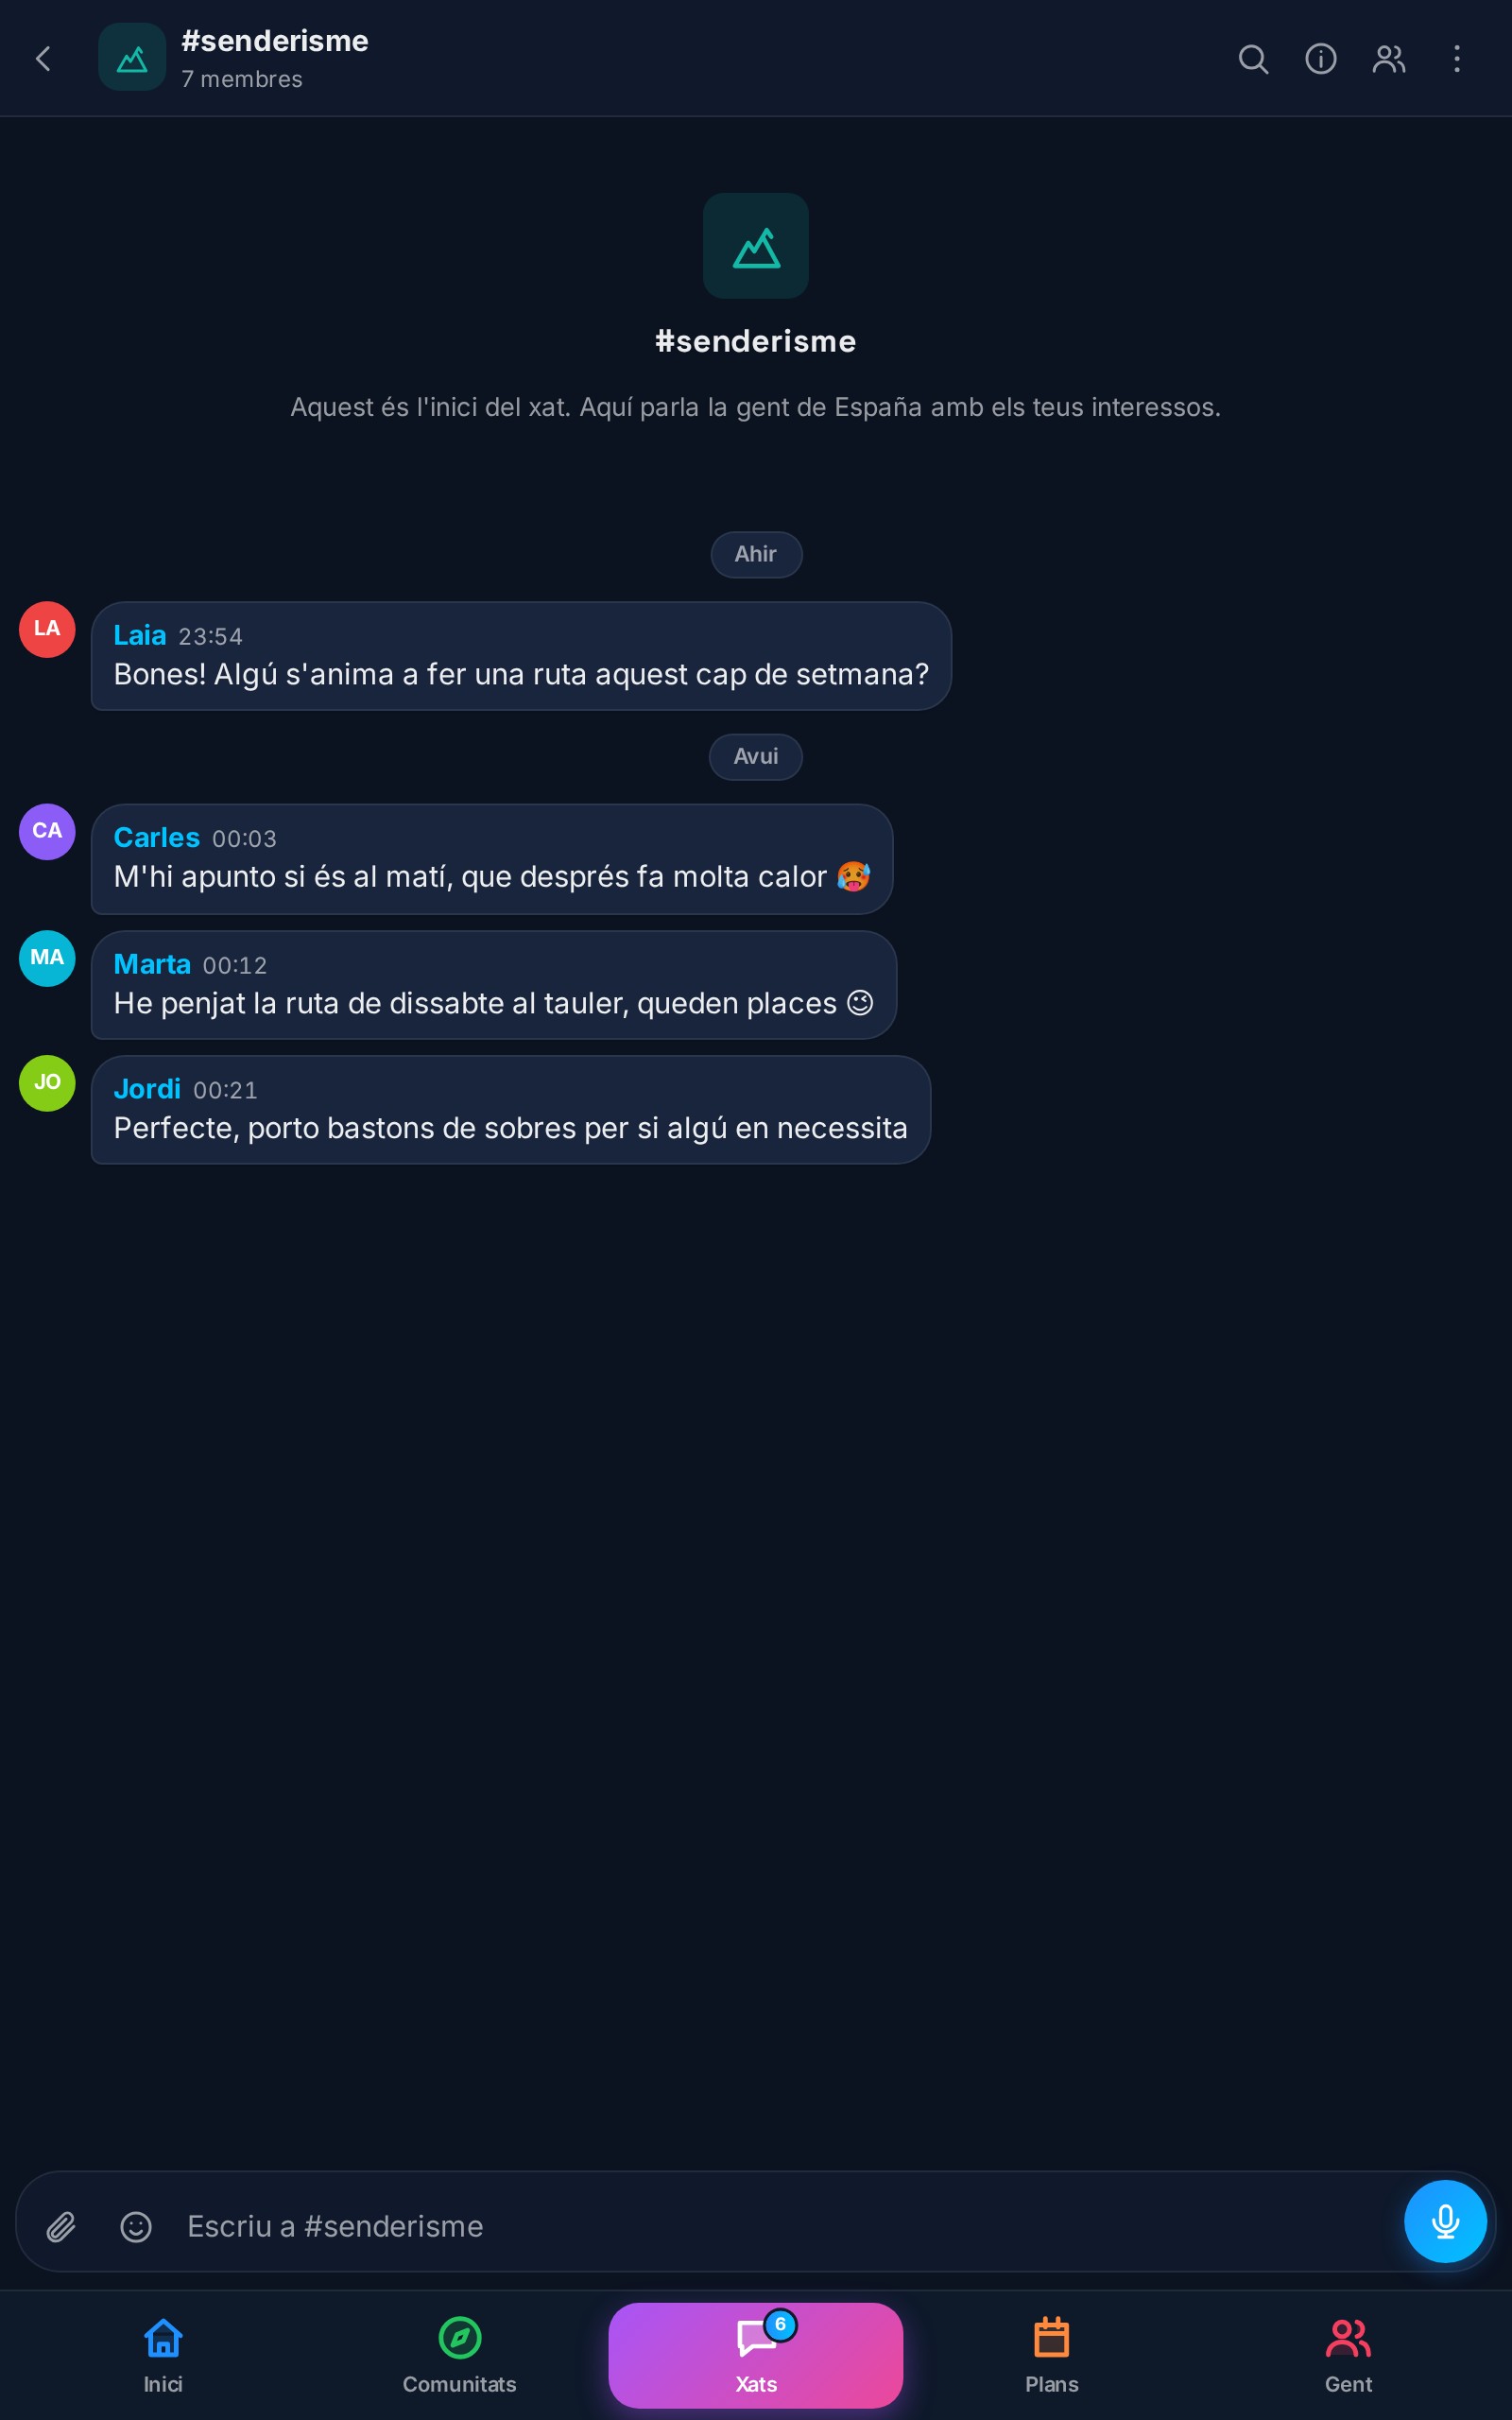 #senderisme
7 membres
#senderisme
Aquest és l'inici del xat. Aquí parla la gent de España amb els teus interessos.
Ahir
LA
Laia 23:54
Bones! Algú s'anima a fer una ruta aquest cap de setmana?
Avui
CA
Carles 00:03
M'hi apunto si és al matí, que després fa molta calor 🥵
MA
Marta 00:12
He penjat la ruta de dissabte al tauler, queden places 😉
JO
Jordi 00:21
Perfecte, porto bastons de sobres per si algú en necessita
Escriu a #senderisme
6
Inici
Comunitats
Xats
Plans
Gent